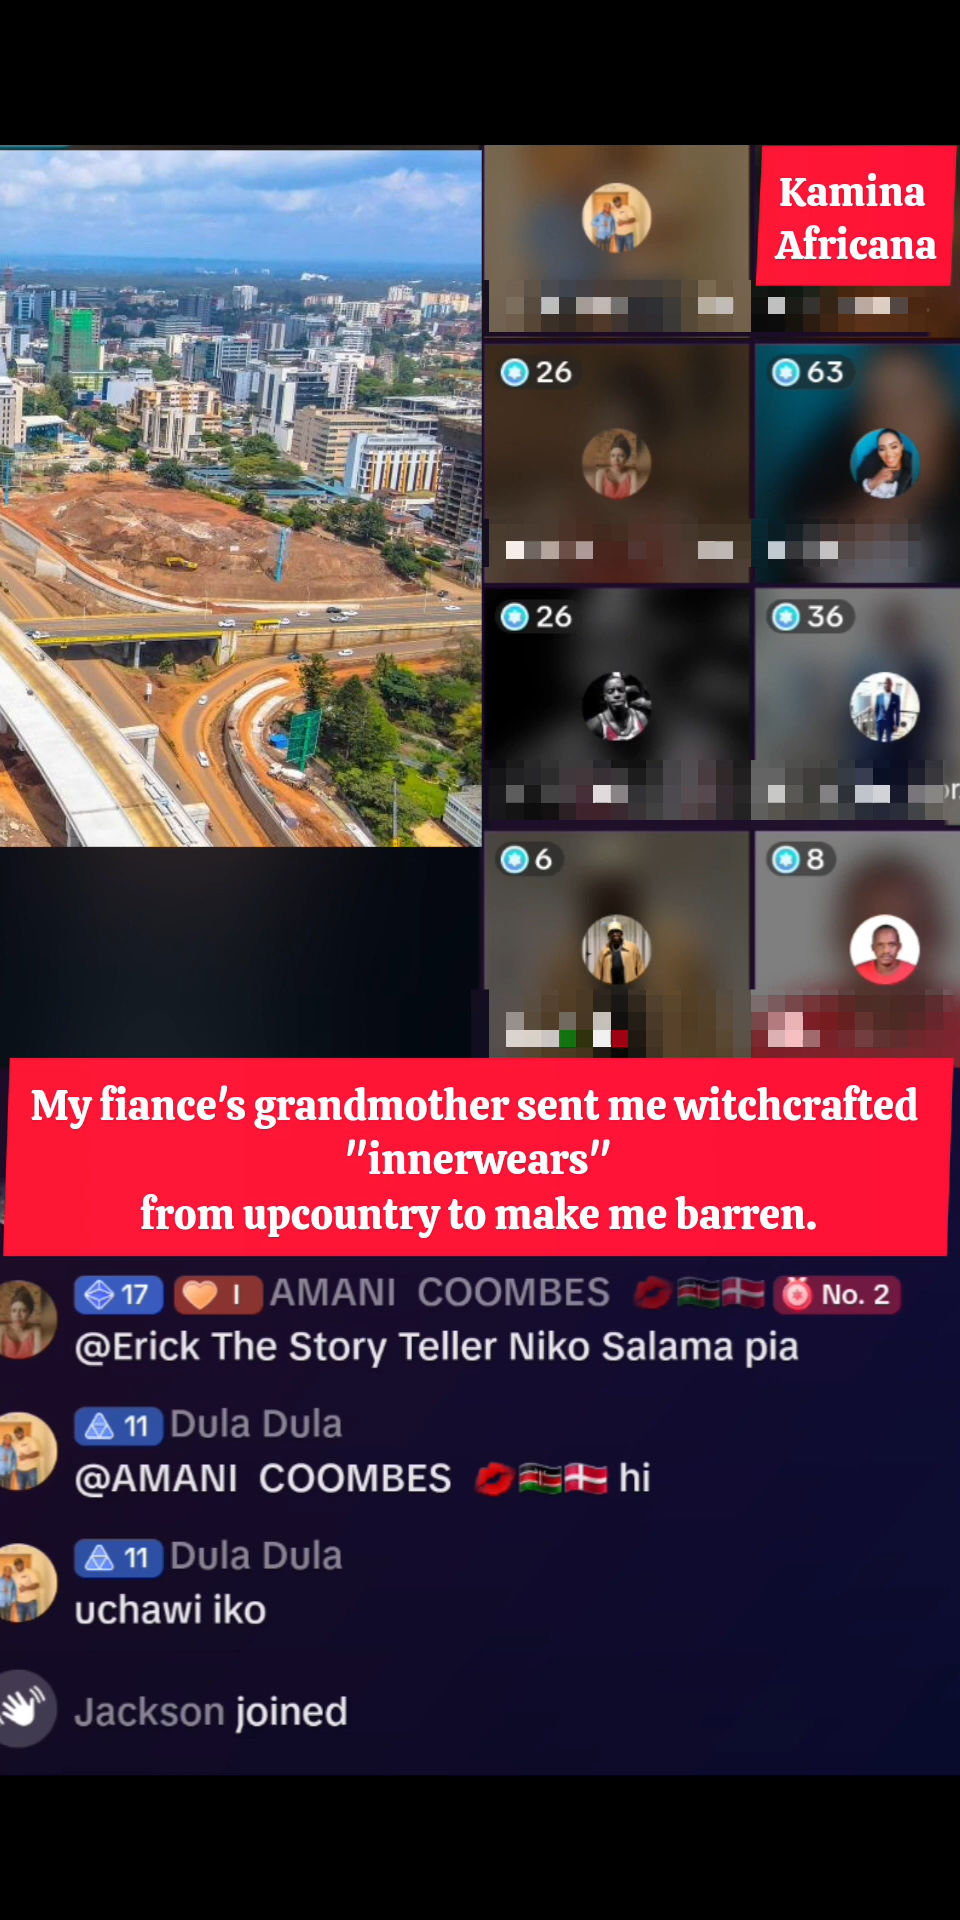 Kamina
Africana
26
63
26
36
6
8
My fiance's grandmother sent me witchcrafted
"innerwears"
from upcountry to make me barren.
17 I AMANI COOMBES 💋🇰🇪🇩🇰 No. 2
@Erick The Story Teller Niko Salama pia
11 Dula Dula
@AMANI COOMBES 💋🇰🇪🇩🇰 hi
11 Dula Dula
uchawi iko
Jackson joined